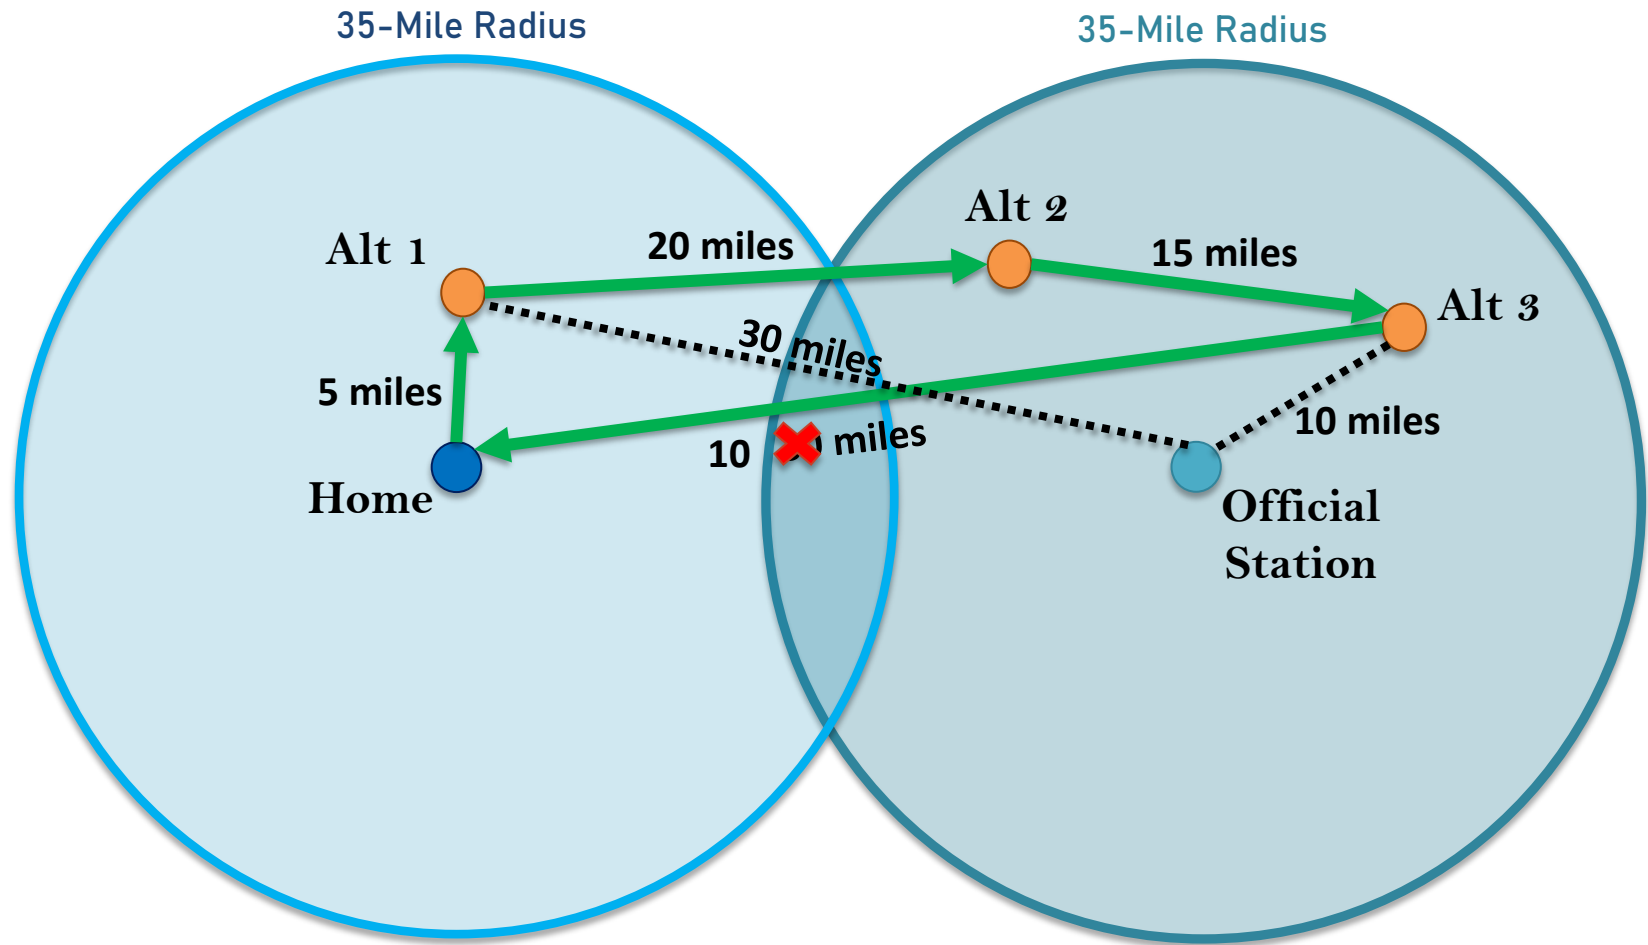 35-Mile Radius
35-Mile Radius
Alt 2
Alt 1
20 miles
15 miles
Alt 3
30 miles
5 miles
10 miles
10
miles
Home
Official
Station